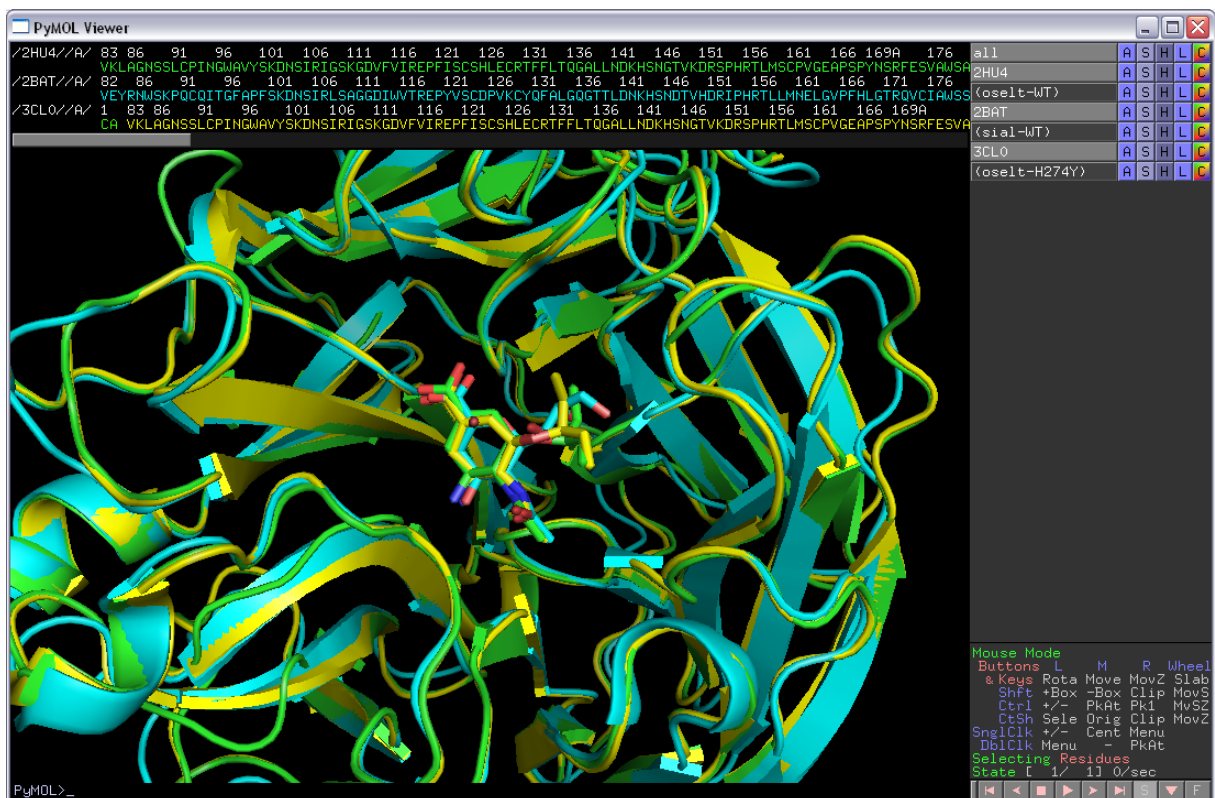 PyMOL Viewer
/2HU4//A/ 83 86 91 96 101 106 111 116 121 126 131 136 141 146 151 156 161 166 169A 176
VKLAGNSSLCPINGWAVYSKDNSIRIGSKGDVFVIREPFISCSHLECRTFFLTQGALLNDKHSNGTVKDRSPHRTLMSCPVGEAPSPYNSRFESVAWSA
/2BAT//A/ 82 86 91 96 101 106 111 116 121 126 131 136 141 146 151 156 161 166 171 176
VEYRNWSKPQCQITGFAPFSKDNSIRLSAGGDIWVTREPYVSCDPVKCYQFALGQGTTLDNKHSNDTVHDRIPHRTLLMNELGVPFHLGTRQVCIAWSS
/3CL0//A/ 1 83 86 91 96 101 106 111 116 121 126 131 136 141 146 151 156 161 166 169A
CA VKLAGNSSLCPINGWAVYSKDNSIRIGSKGDVFVIREPFISCSHLECRTFFLTQGALLNDKHSNGTVKDRSPHRTLMSCPVGEAPSPYNSRFESVA
all A S H L C
2HU4 A S H L C
(oselt-WT) A S H L C
2BAT A S H L C
(sial-WT) A S H L C
3CL0 A S H L C
(oselt-H274Y) A S H L C
Mouse Mode
Buttons L M R Wheel
& Keys Rota Move MovZ Slab
Shft +Box -Box Clip MovS
Ctrl +/- PkAt Pk1 MvSZ
CtSh Sele Orig Clip MovZ
SnglClk +/- Cent Menu
DblClk Menu - PkAt
Selecting Residues
State [ 1/ 1] 0/sec
S F
PyMOL>_